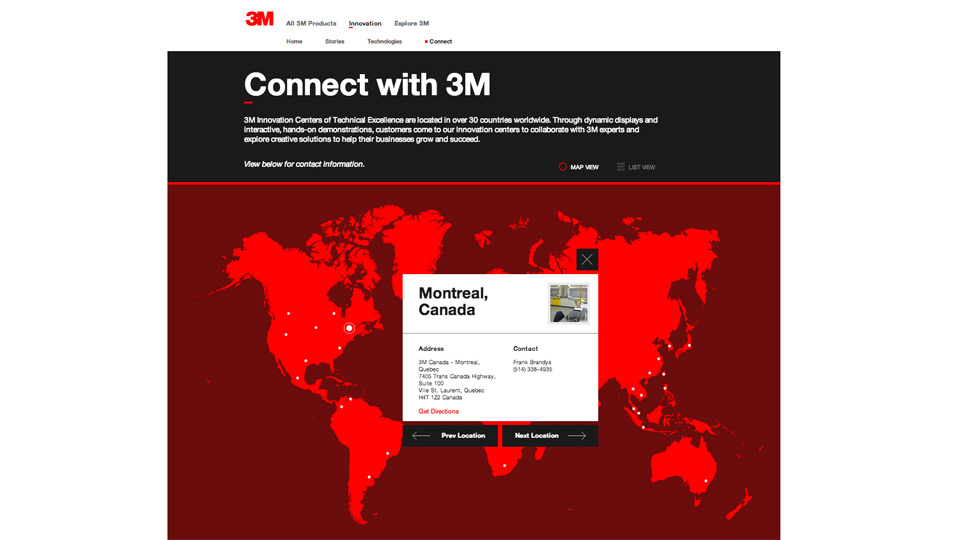 3M
All 3M Products Innovation Explore 3M
Home Stories Technologies Connect
Connect with 3M
3M Innovation Centers of Technical Excellence are located in over 30 countries worldwide. Through dynamic displays and
interactive, hands-on demonstrations, customers come to our innovation centers to collaborate with 3M experts and
explore creative solutions to help their businesses grow and succeed.
View below for contact information.
MAP VIEW LIST VIEW
Montreal,
Canada
Address
3M Canada - Montreal,
Quebec
7405 Trans Canada Highway,
Suite 100
Ville St. Laurent, Quebec
H4T 1Z2 Canada
Get Directions
Contact
Frank Brandys
(514) 338-4935
Prev Location Next Location